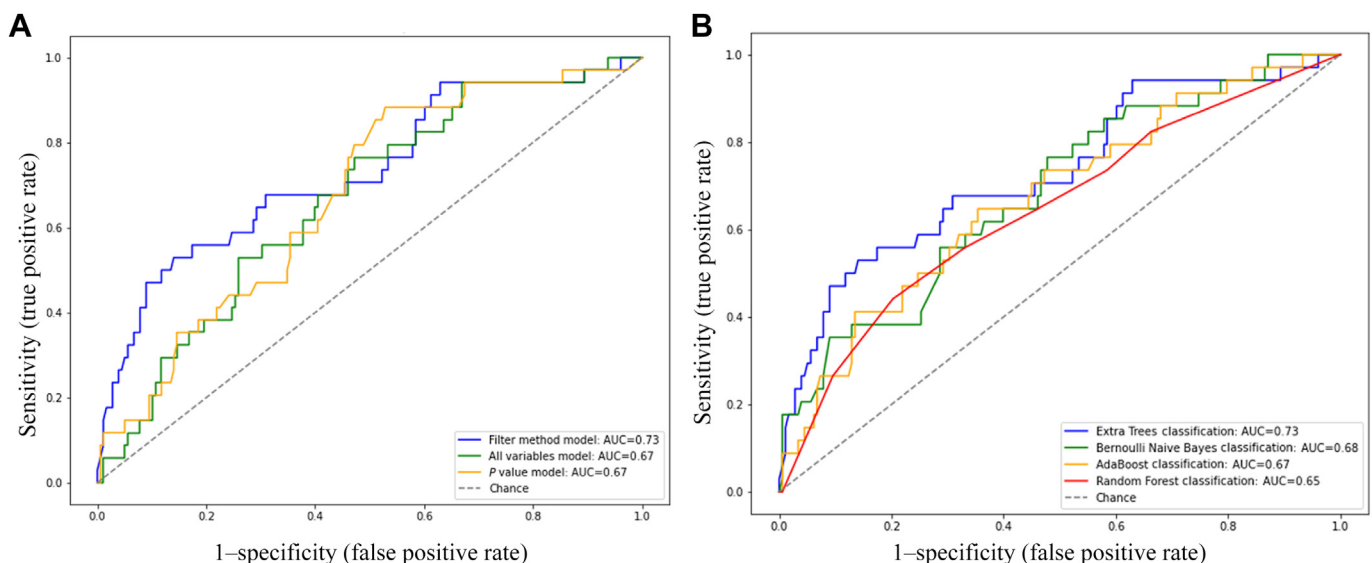 A
Sensitivity (true positive rate)
1.0
0.8
0.6
0.4
0.2
0.0
Filter method model: AUC=0.73
All variables model: AUC=0.67
P value model: AUC=0.67
Chance
0.0 0.2 0.4 0.6 0.8 1.0
1–specificity (false positive rate)
B
Sensitivity (true positive rate)
1.0
0.8
0.6
0.4
0.2
0.0
Extra Trees classification: AUC=0.73
Bernoulli Naive Bayes classification: AUC=0.68
AdaBoost classification: AUC=0.67
Random Forest classification: AUC=0.65
Chance
0.0 0.2 0.4 0.6 0.8 1.0
1–specificity (false positive rate)